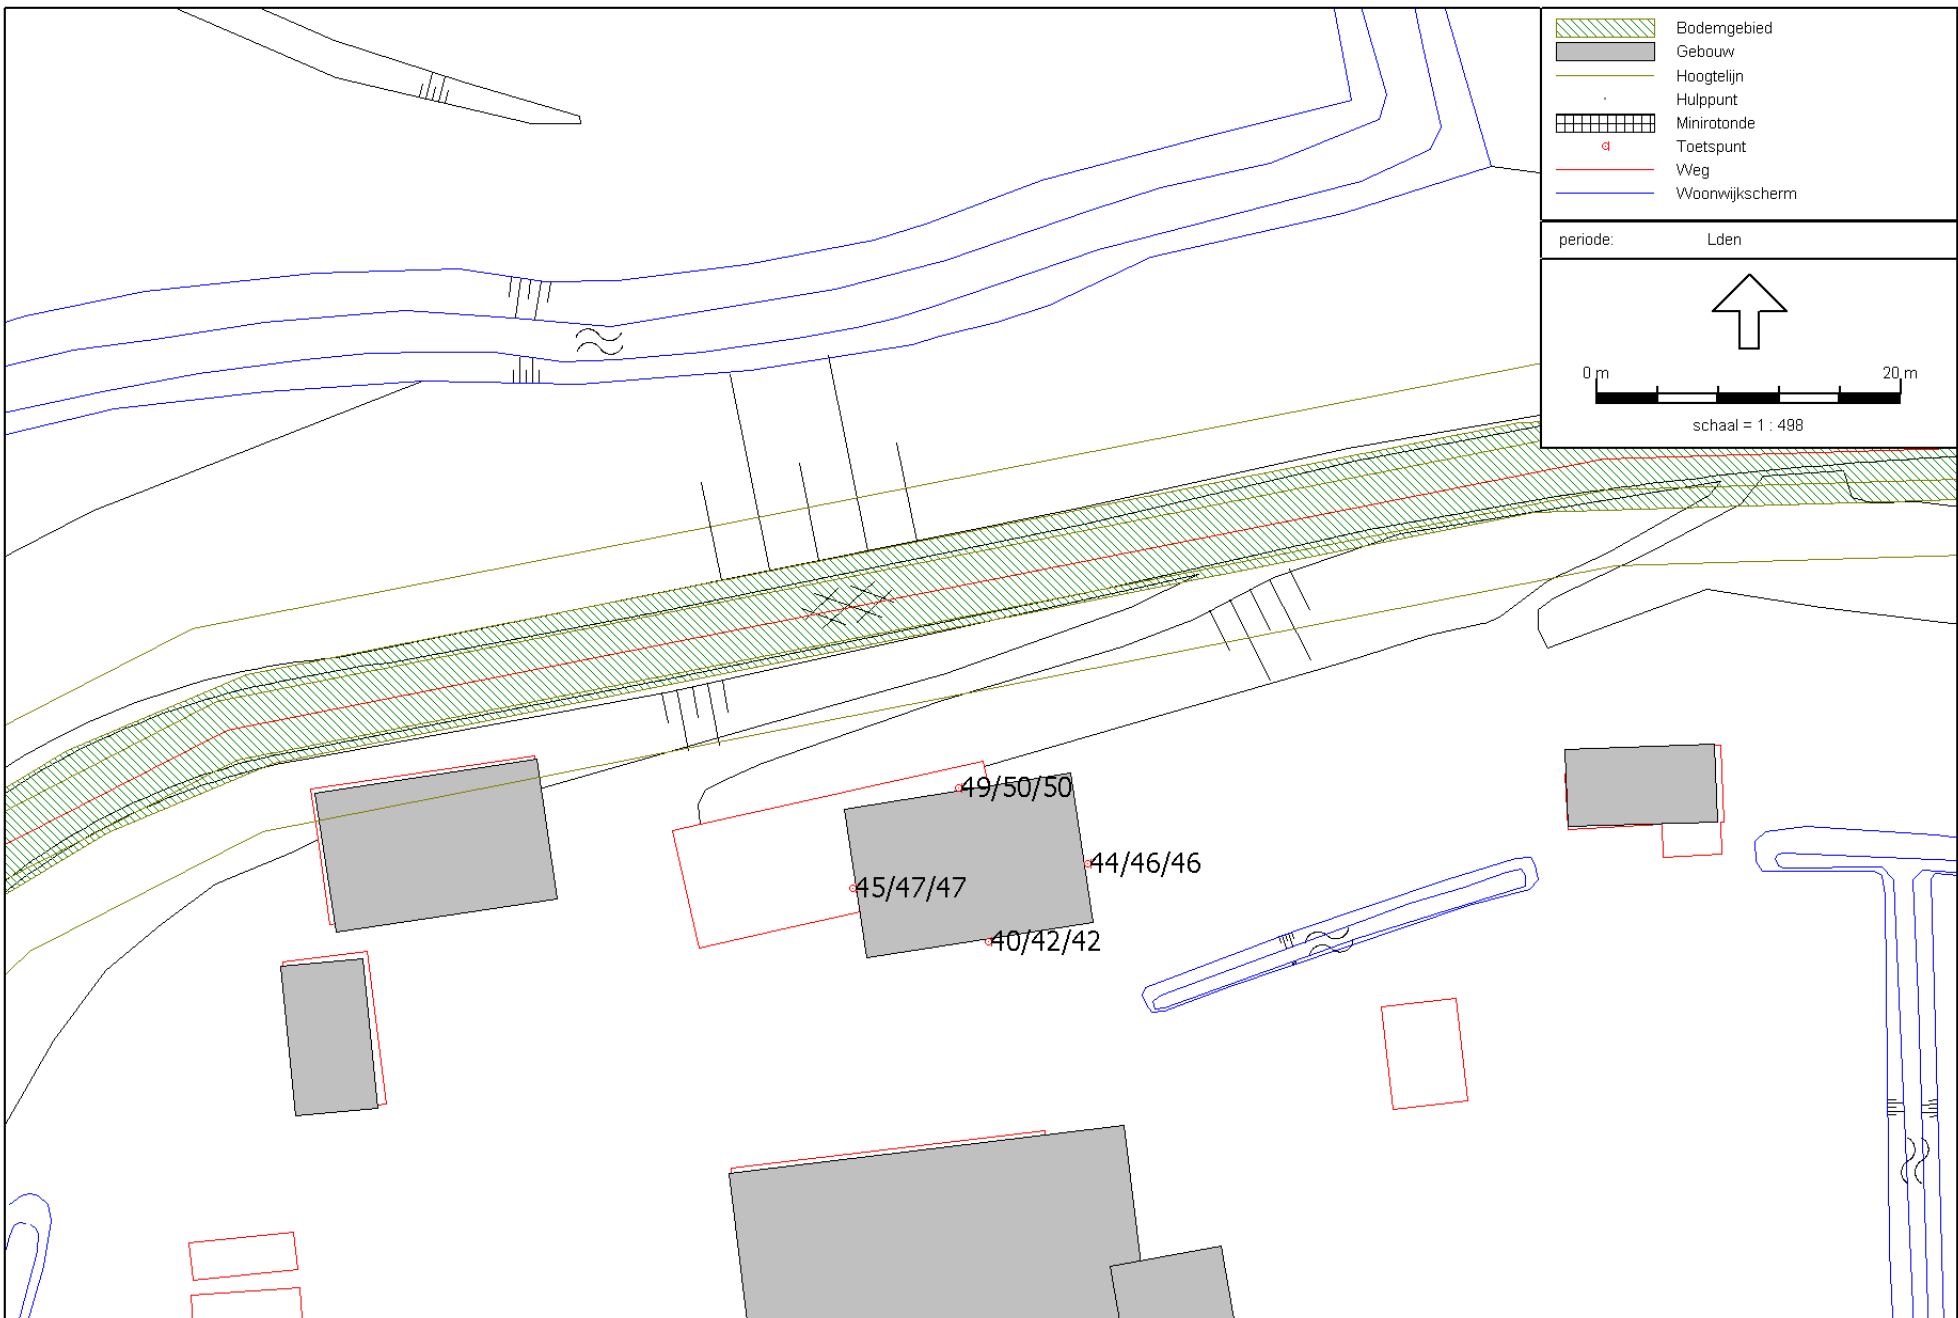 Bodemgebied
Gebouw
Hoogtelijn
Hulppunt
Minirotonde
Toetspunt
Weg
Woonwijkscherm
periode: Lden
0 m 20 m
schaal = 1 : 498
49/50/50
44/46/46
45/47/47
40/42/42